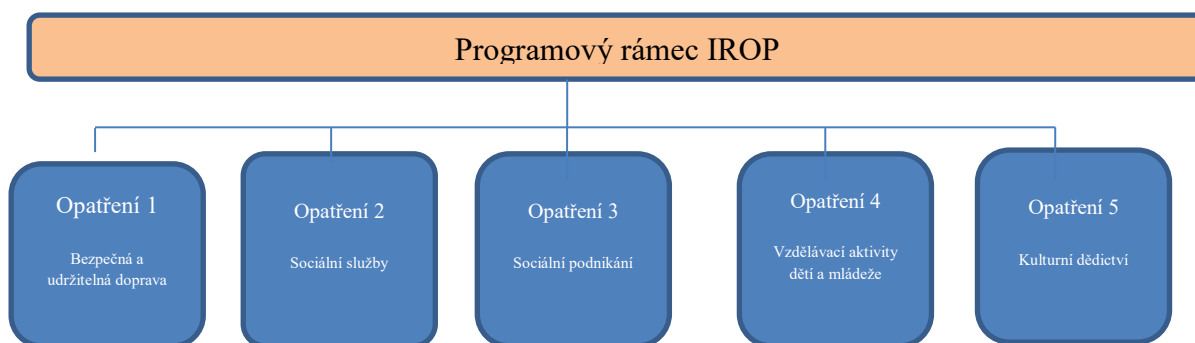 Programový rámec IROP
Opatření 1
Bezpečná a
udržitelná doprava
Opatření 2
Sociální služby
Opatření 3
Sociální podnikání
Opatření 4
Vzdělávací aktivity
dětí a mládeže
Opatření 5
Kulturní dědictví